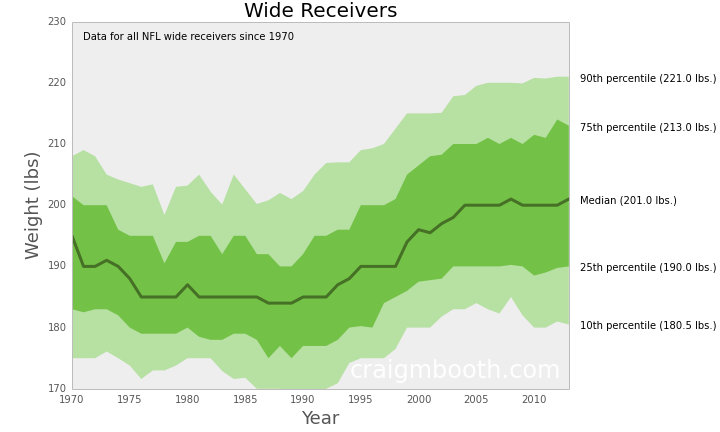 Wide Receivers
Data for all NFL wide receivers since 1970
230
220
210
200
190
180
170
Weight (lbs)
90th percentile (221.0 lbs.)
75th percentile (213.0 lbs.)
Median (201.0 lbs.)
25th percentile (190.0 lbs.)
10th percentile (180.5 lbs.)
craigmbooth.com
1970 1975 1980 1985 1990 1995 2000 2005 2010
Year